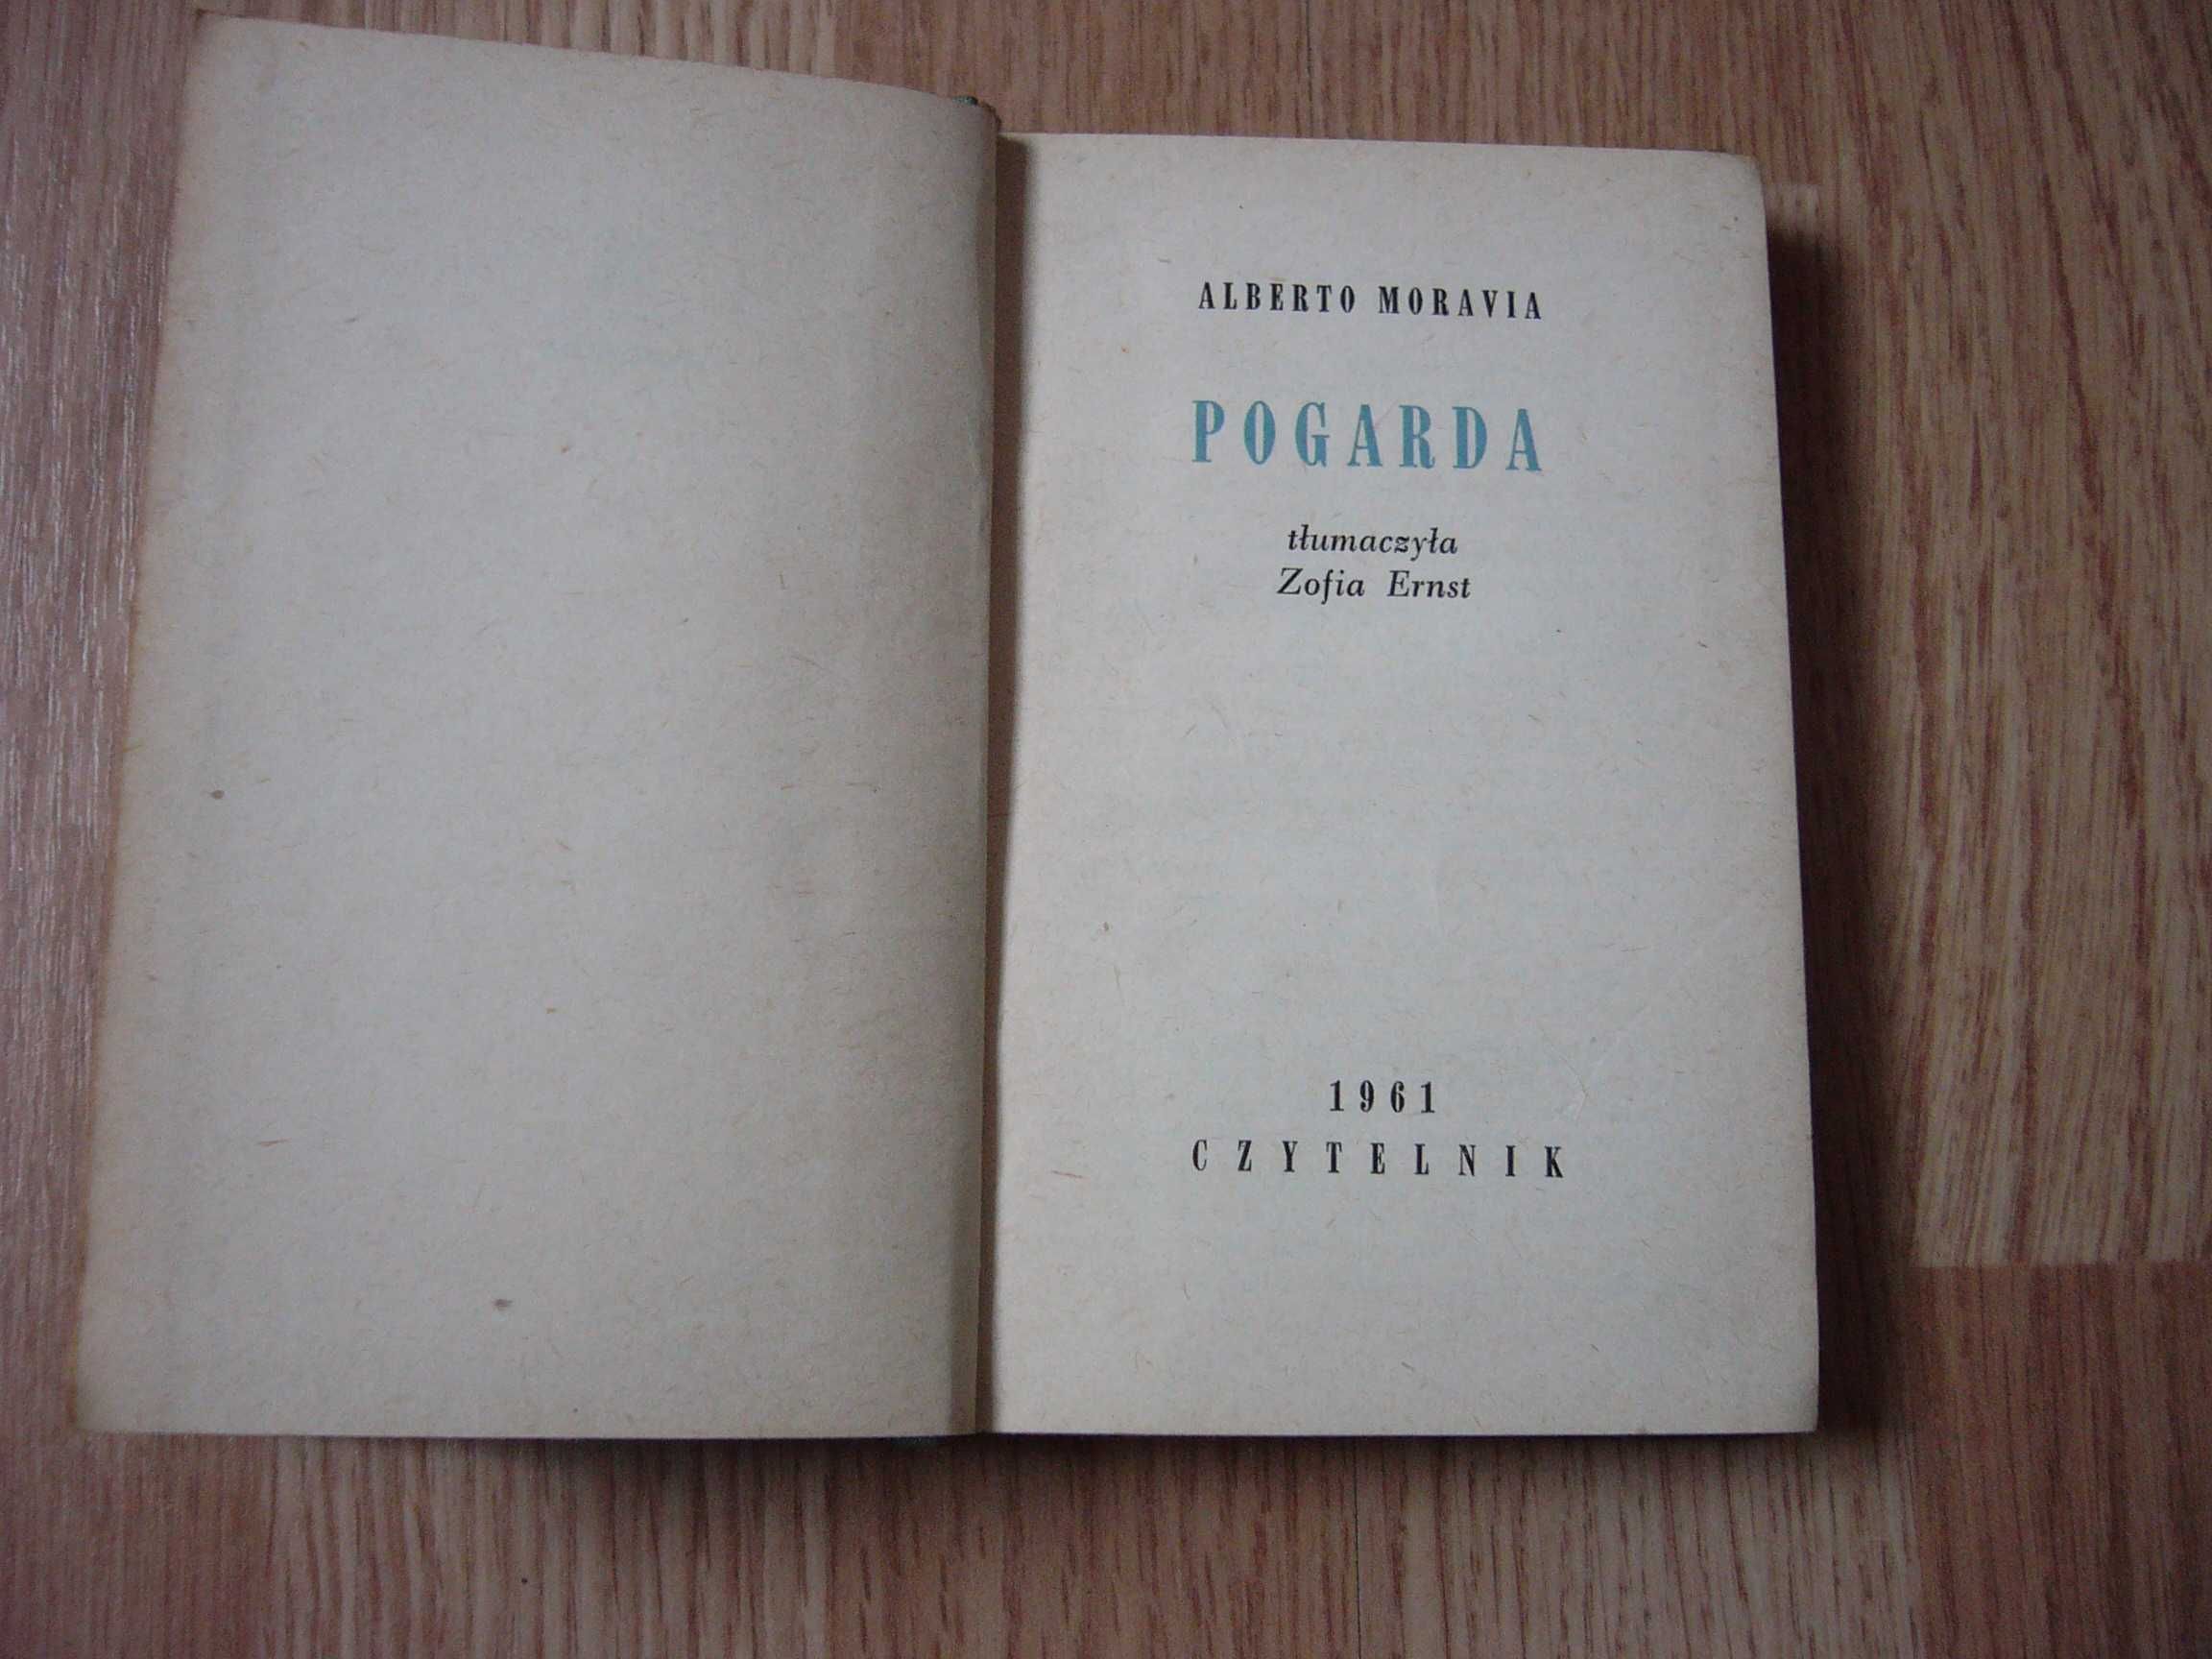 ALBERTO MORAVIA
POGARDA
tłumaczyła
Zofia Ernst
1961
CZYTELNIK